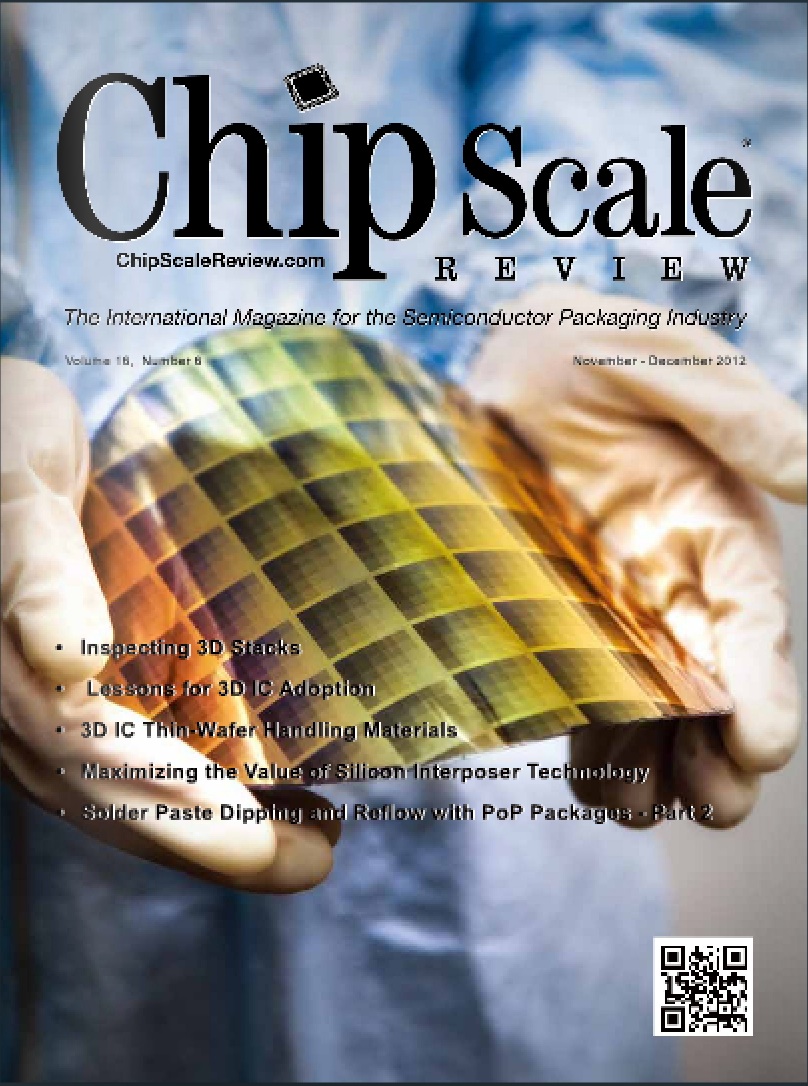 Chip Scale
ChipScaleReview.com
REVIEW
The International Magazine for the Semiconductor Packaging Industry
Volume 16, Number 6
November - December 2012
• Inspecting 3D Stacks
• Lessons for 3D IC Adoption
• 3D IC Thin-Wafer Handling Materials
• Maximizing the Value of Silicon Interposer Technology
• Solder Paste Dipping and Reflow with PoP Packages - Part 2